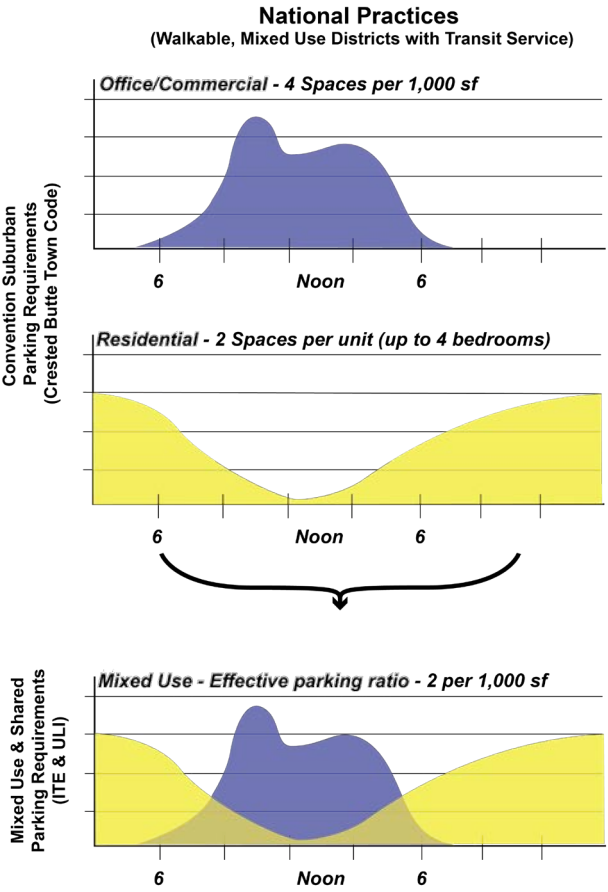 National Practices
(Walkable, Mixed Use Districts with Transit Service)
Office/Commercial - 4 Spaces per 1,000 sf
6 Noon 6
Convention Suburban
Parking Requirements
(Crested Butte Town Code)
Residential - 2 Spaces per unit (up to 4 bedrooms)
6 Noon 6
Mixed Use - Effective parking ratio - 2 per 1,000 sf
Mixed Use & Shared
Parking Requirements
(ITE & ULI)
6 Noon 6